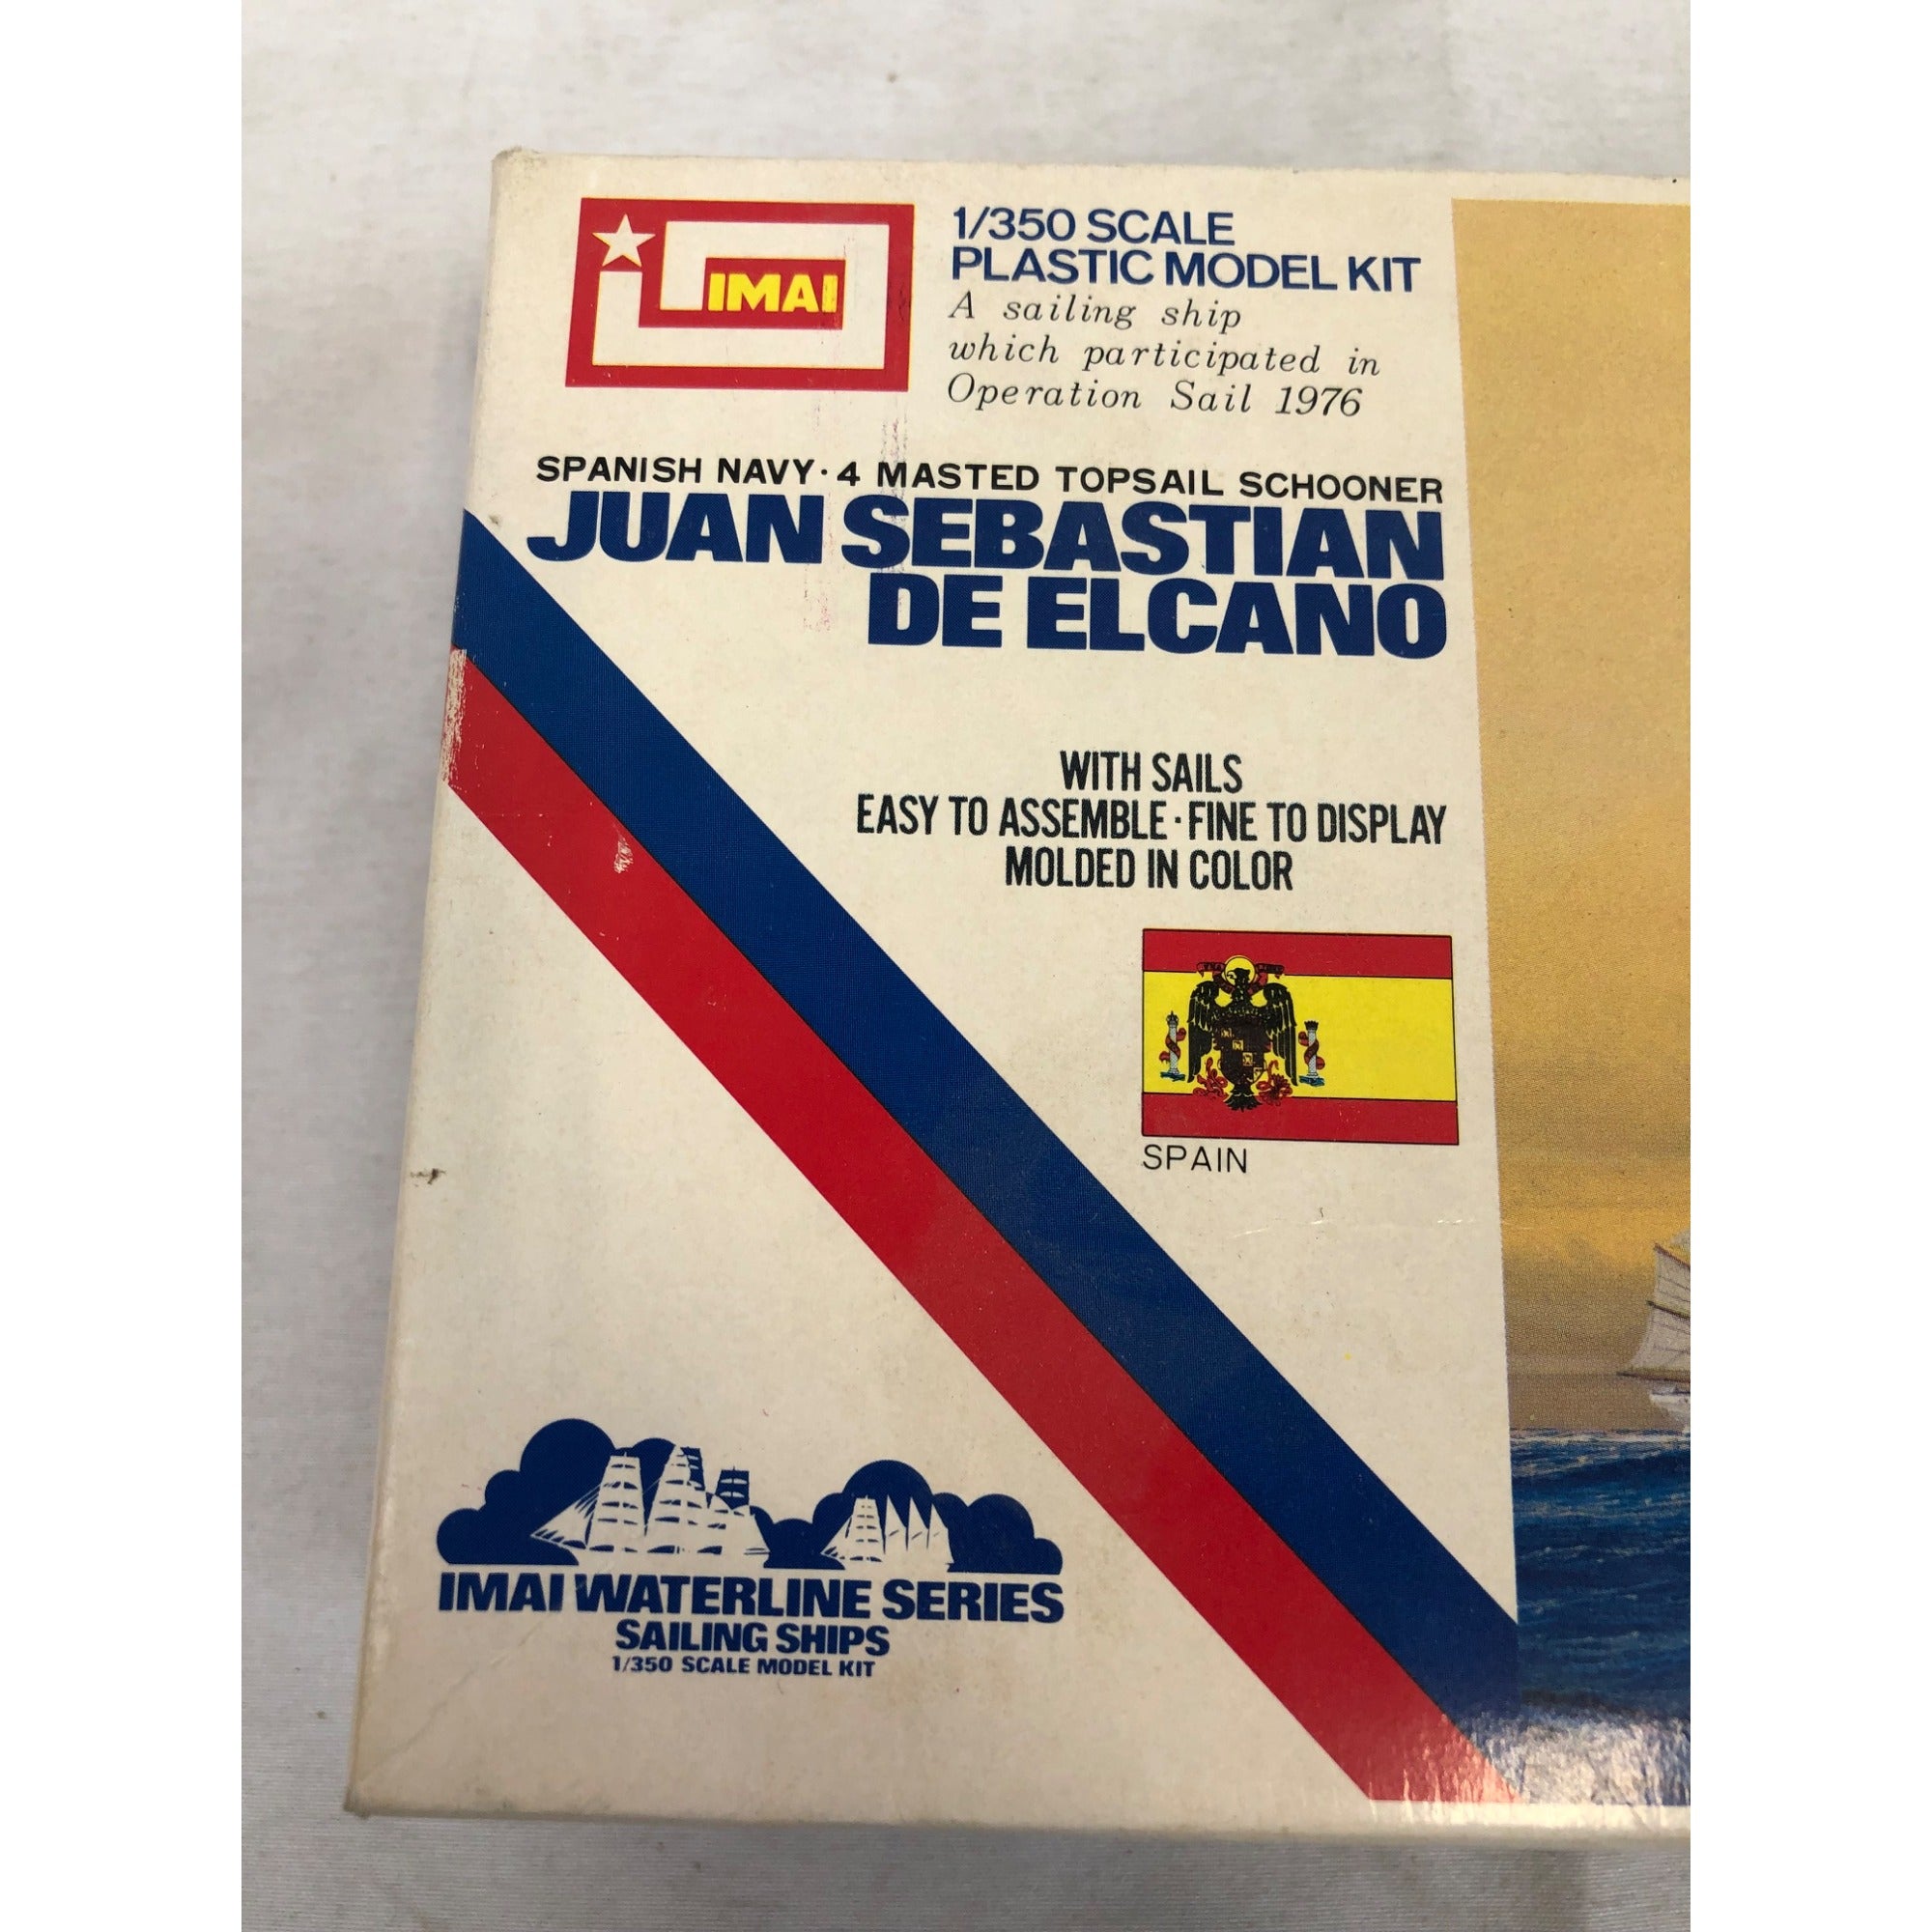 IMAI
1/350 SCALE
PLASTIC MODEL KIT
A sailing ship
which participated in
Operation Sail 1976
SPANISH NAVY·4 MASTED TOPSAIL SCHOONER
JUAN SEBASTIAN
DE ELCANO
WITH SAILS
EASY TO ASSEMBLE·FINE TO DISPLAY
MOLDED IN COLOR
SPAIN
IMAI WATERLINE SERIES
SAILING SHIPS
1/350 SCALE MODEL KIT